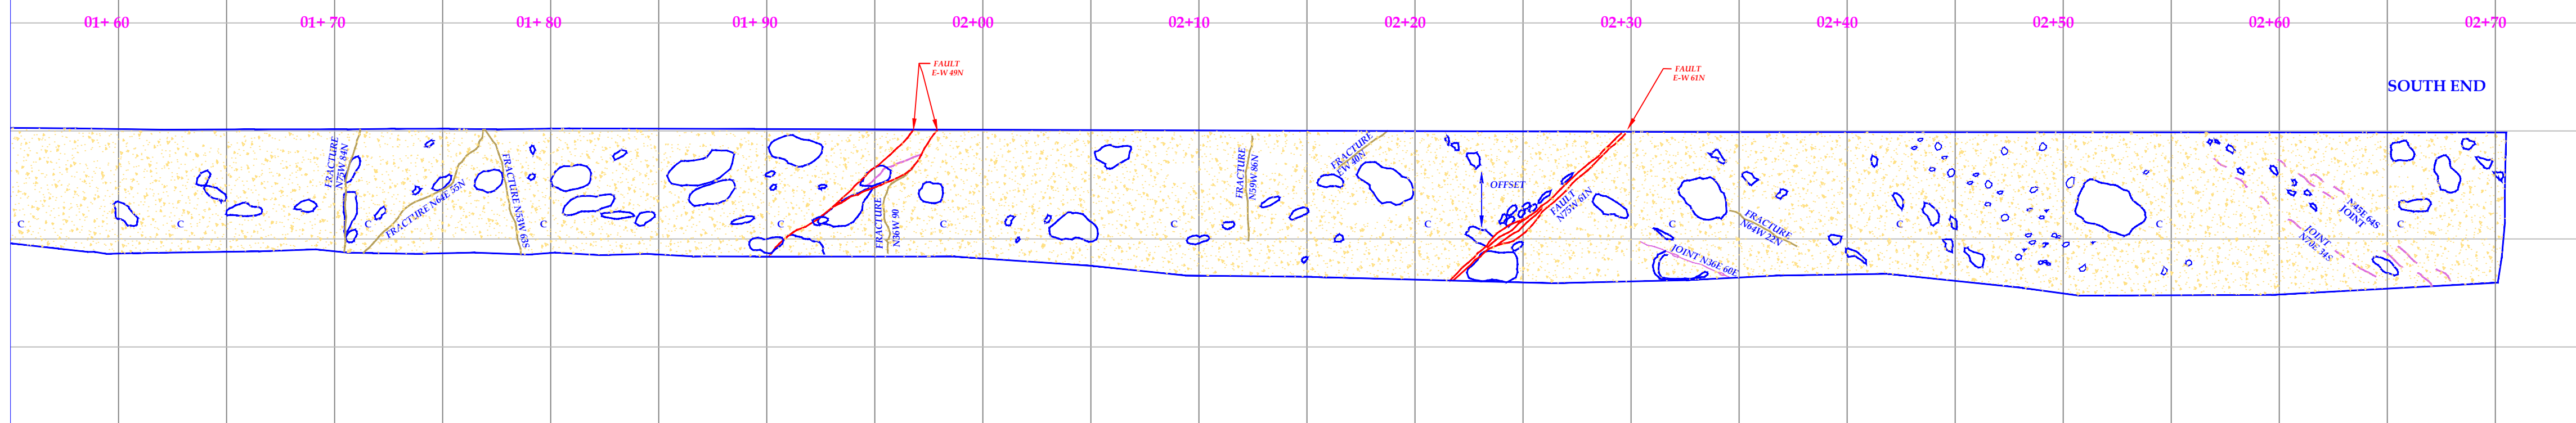 01+ 60 01+ 70 01+ 80 01+ 90 02+00 02+10 02+20 02+30 02+40 02+50 02+60 02+70
FAULT
E-W 49N
FAULT
E-W 61N
SOUTH END
FRACTURE
N75W 84N
FRACTURE N64E 55N
FRACTURE N53W 63S
FRACTURE
N36W 90
FRACTURE
N59W 86N
FRACTURE
EW 40N
OFFSET
FAULT
N75W 61N
FRACTURE
N64W 22N
JOINT N36E 60E
N45E 64S
JOINT
JOINT
N70E 34S
C C C C C C C C C C C C